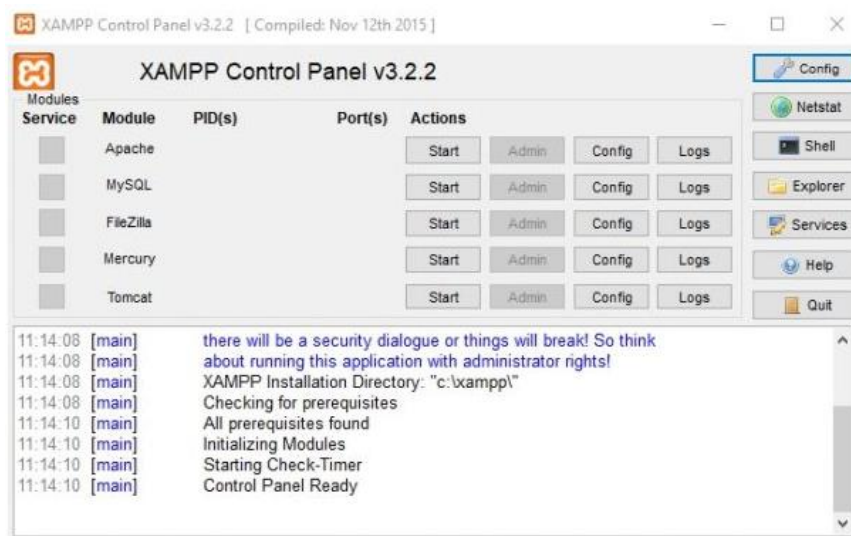 XAMPP Control Panel v3.2.2 [ Compiled: Nov 12th 2015 ]
XAMPP Control Panel v3.2.2
Config
Modules
Service Module PID(s) Port(s) Actions
Netstat
Apache Start Admin Config Logs
Shell
MySQL Start Admin Config Logs
Explorer
FileZilla Start Admin Config Logs
Services
Mercury Start Admin Config Logs
Help
Tomcat Start Admin Config Logs
Quit
11:14:08 [main] there will be a security dialogue or things will break! So think
11:14:08 [main] about running this application with administrator rights!
11:14:08 [main] XAMPP Installation Directory: "c:\xampp\"
11:14:08 [main] Checking for prerequisites
11:14:10 [main] All prerequisites found
11:14:10 [main] Initializing Modules
11:14:10 [main] Starting Check-Timer
11:14:10 [main] Control Panel Ready